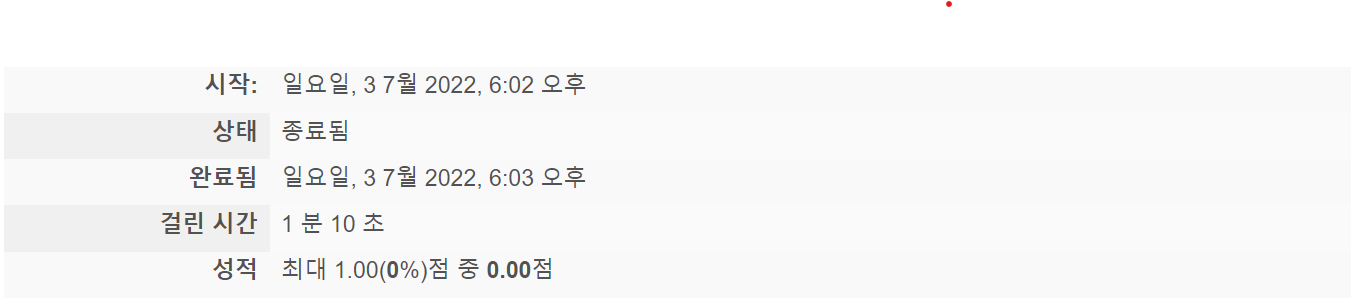 시작: 일요일, 3 7월 2022, 6:02 오후
상태 종료됨
완료됨 일요일, 3 7월 2022, 6:03 오후
걸린 시간 1 분 10 초
성적 최대 1.00(0%)점 중 0.00점